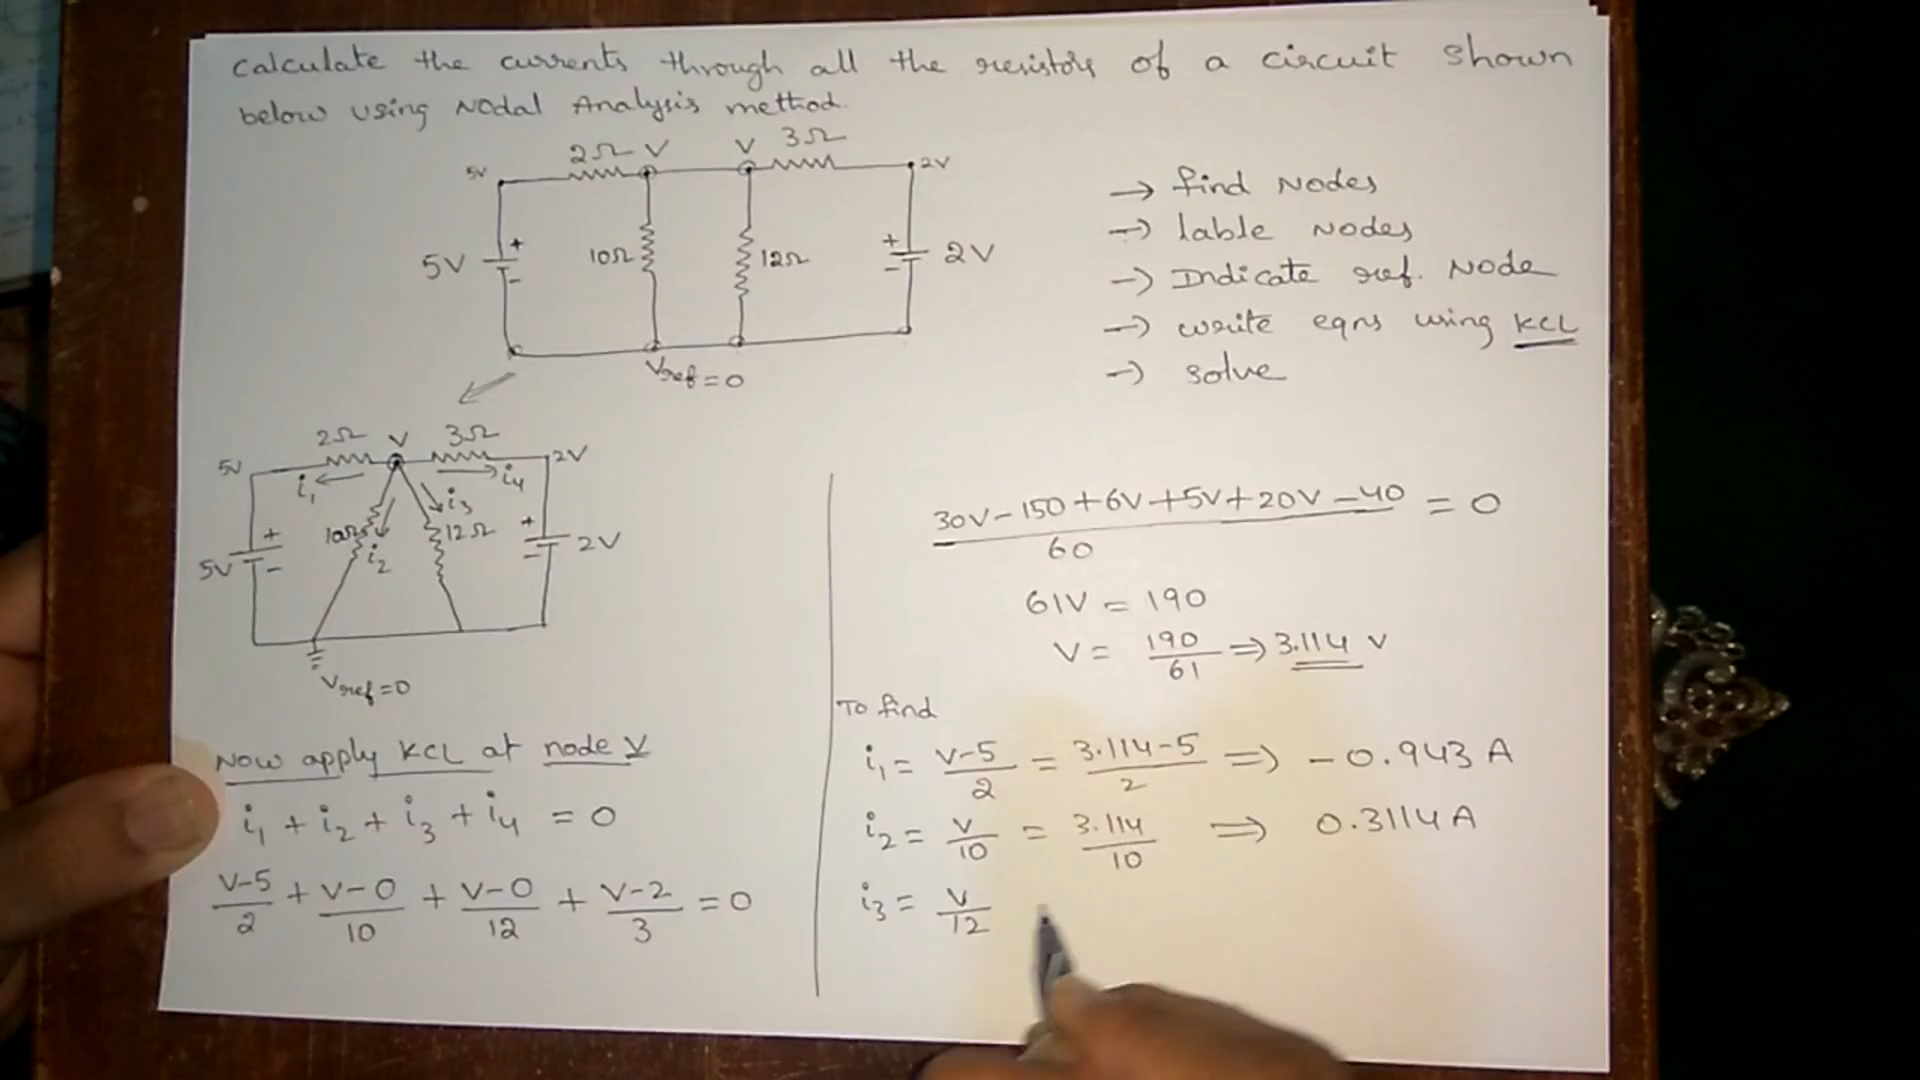 Calculate the currents through all the resistors of a circuit shown
below using Nodal Analysis method.
5V 2Ω V V 3Ω 2V
5V + - 10Ω 12Ω + - 2V
Vref = 0
→ find Nodes
→ lable Nodes
→ Indicate ref. Node
→ write eqns using KCL
→ solve
5V 2Ω V 3Ω 2V
i1 i4
i3
10Ω i2 12Ω
5V + - + - 2V
Vref = 0
Now apply KCL at node V
i1 + i2 + i3 + i4 = 0
V-5/2 + V-0/10 + V-0/12 + V-2/3 = 0
30V-150+6V+5V+20V-40/60 = 0
61V = 190
V = 190/61 ⇒ 3.114 V
To find
i1 = V-5/2 = 3.114-5/2 ⇒ -0.943 A
i2 = V/10 = 3.114/10 ⇒ 0.3114 A
i3 = V/12